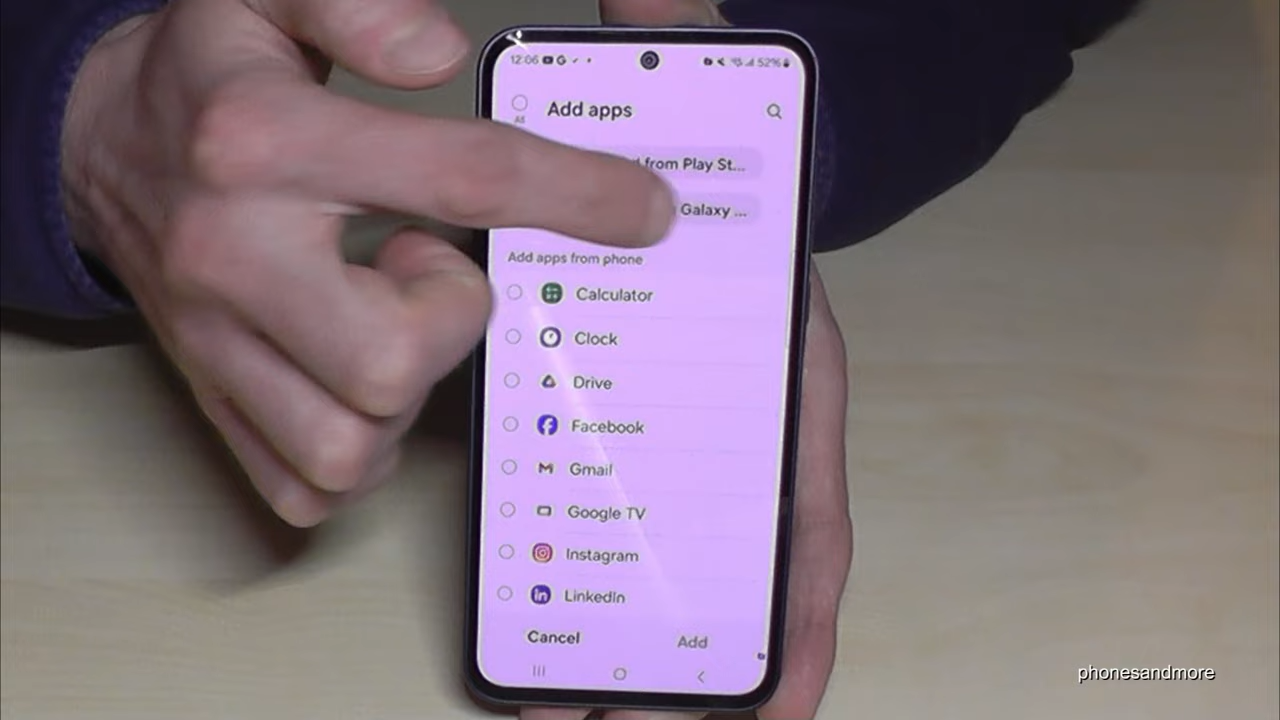 12:06 52%
Add apps
All
from Play St...
Galaxy ...
Add apps from phone
Calculator
Clock
Drive
Facebook
Gmail
Google TV
Instagram
LinkedIn
Cancel Add
phonesandmore